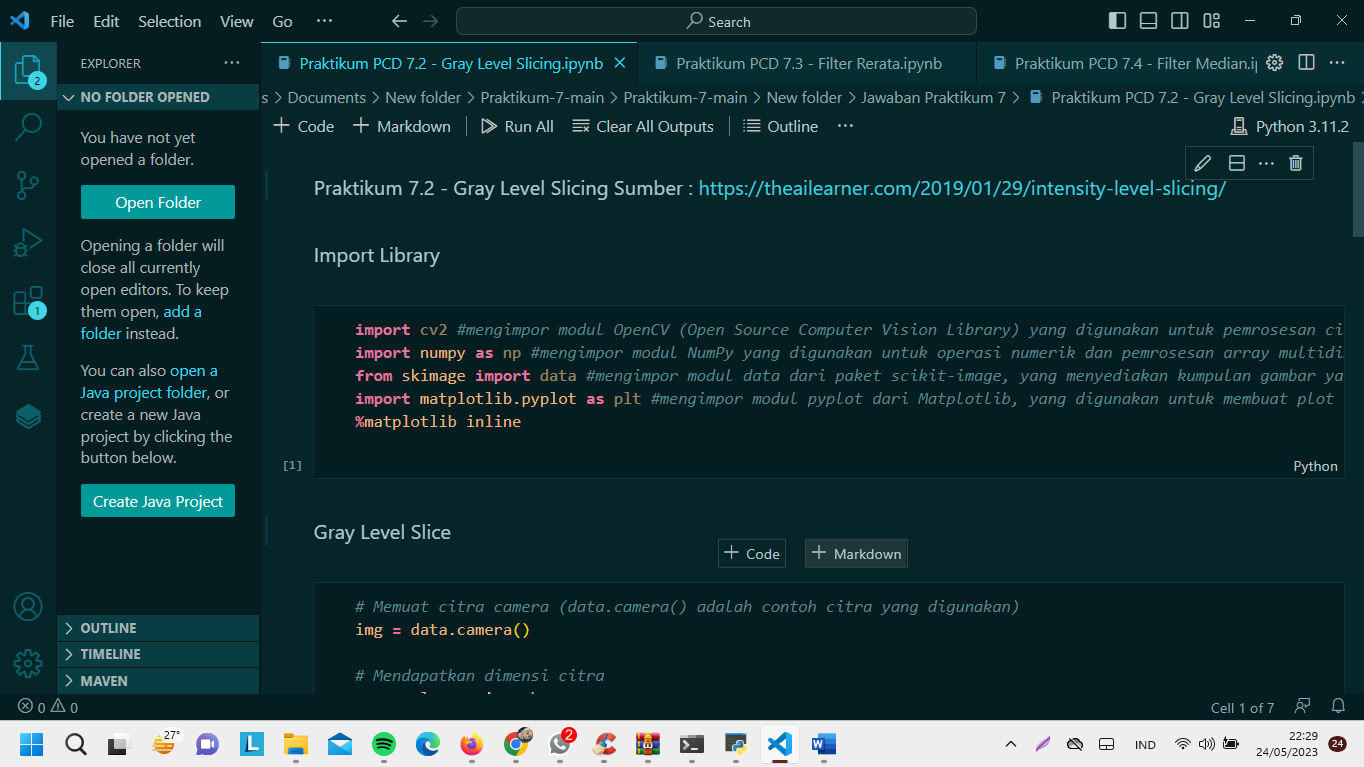 File Edit Selection View Go ··· Search
EXPLORER ···
NO FOLDER OPENED
You have not yet
opened a folder.
Open Folder
Opening a folder will
close all currently
open editors. To keep
them open, add a
folder instead.
You can also open a
Java project folder, or
create a new Java
project by clicking the
button below.
Create Java Project
OUTLINE
TIMELINE
MAVEN
2
1
Praktikum PCD 7.2 - Gray Level Slicing.ipynb Praktikum PCD 7.3 - Filter Rerata.ipynb Praktikum PCD 7.4 - Filter Median.ip
s > Documents > New folder > Praktikum-7-main > Praktikum-7-main > New folder > Jawaban Praktikum 7 > Praktikum PCD 7.2 - Gray Level Slicing.ipynb >
+ Code + Markdown Run All Clear All Outputs Outline ··· Python 3.11.2
Praktikum 7.2 - Gray Level Slicing Sumber : https://theailearner.com/2019/01/29/intensity-level-slicing/
Import Library
import cv2 #mengimpor modul OpenCV (Open Source Computer Vision Library) yang digunakan untuk pemrosesan ci
import numpy as np #mengimpor modul NumPy yang digunakan untuk operasi numerik dan pemrosesan array multidi
from skimage import data #mengimpor modul data dari paket scikit-image, yang menyediakan kumpulan gambar ya
import matplotlib.pyplot as plt #mengimpor modul pyplot dari Matplotlib, yang digunakan untuk membuat plot
%matplotlib inline
[1]
Python
Gray Level Slice
+ Code + Markdown
# Memuat citra camera (data.camera() adalah contoh citra yang digunakan)
img = data.camera()
# Mendapatkan dimensi citra
0 0 Cell 1 of 7
27° 2 IND 22:29
24/05/2023 24